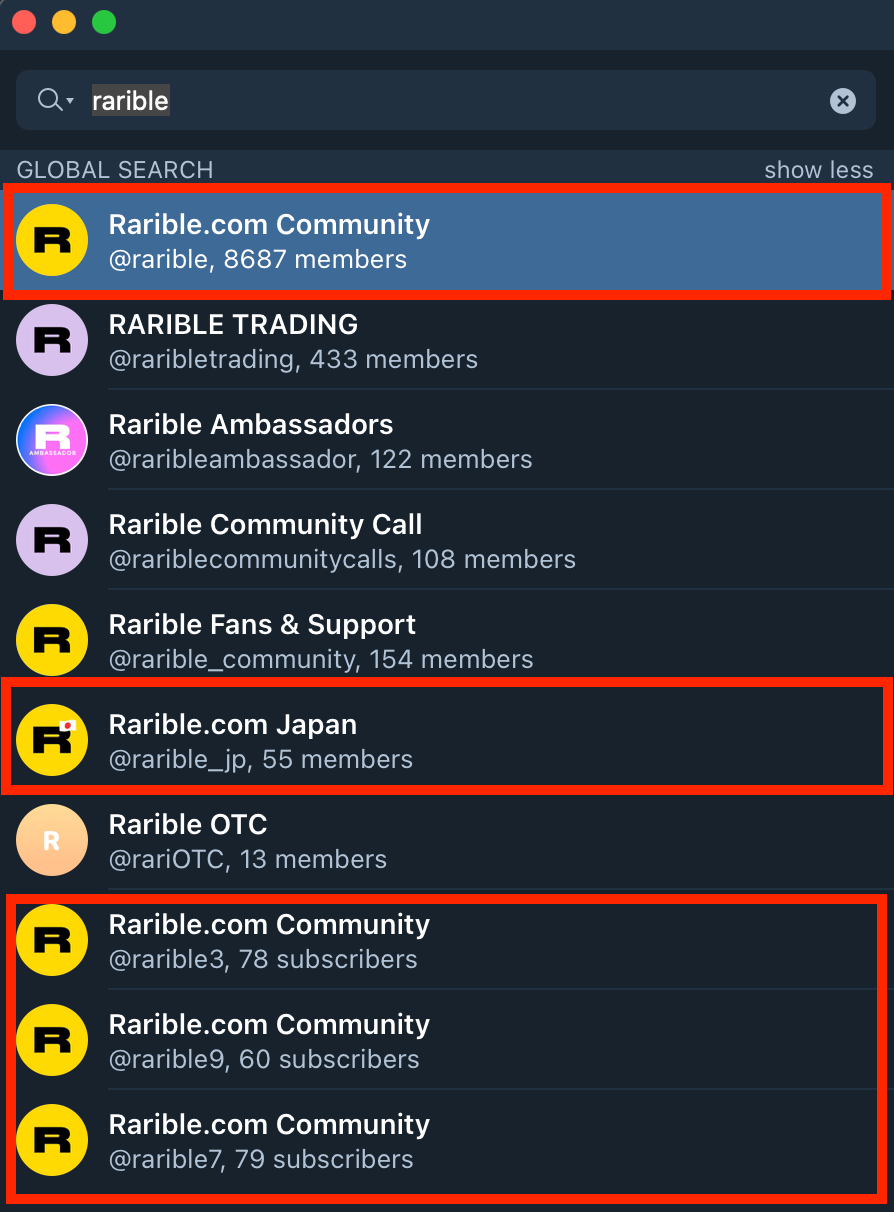 rarible
GLOBAL SEARCH show less
R
Rarible.com Community
@rarible, 8687 members
R
RARIBLE TRADING
@raribletrading, 433 members
R
AMBASSADOR
Rarible Ambassadors
@raribleambassador, 122 members
R
Rarible Community Call
@rariblecommunitycalls, 108 members
R
Rarible Fans & Support
@rarible_community, 154 members
R
Rarible.com Japan
@rarible_jp, 55 members
R
Rarible OTC
@rariOTC, 13 members
R
Rarible.com Community
@rarible3, 78 subscribers
R
Rarible.com Community
@rarible9, 60 subscribers
R
Rarible.com Community
@rarible7, 79 subscribers